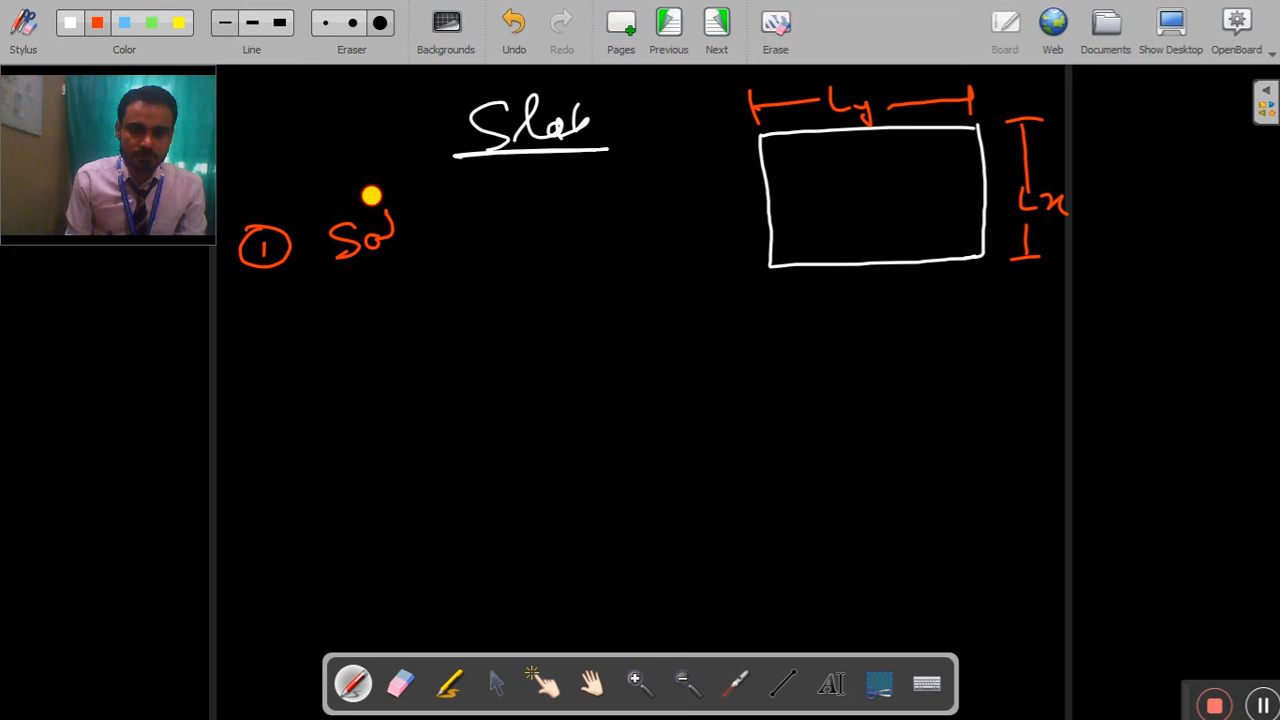 Stylus
Color
Line
Eraser
Backgrounds
Undo
Redo
Pages
Previous
Next
Erase
Board
Web
Documents
Show Desktop
OpenBoard
Slab
Ly
Lx
1
AI